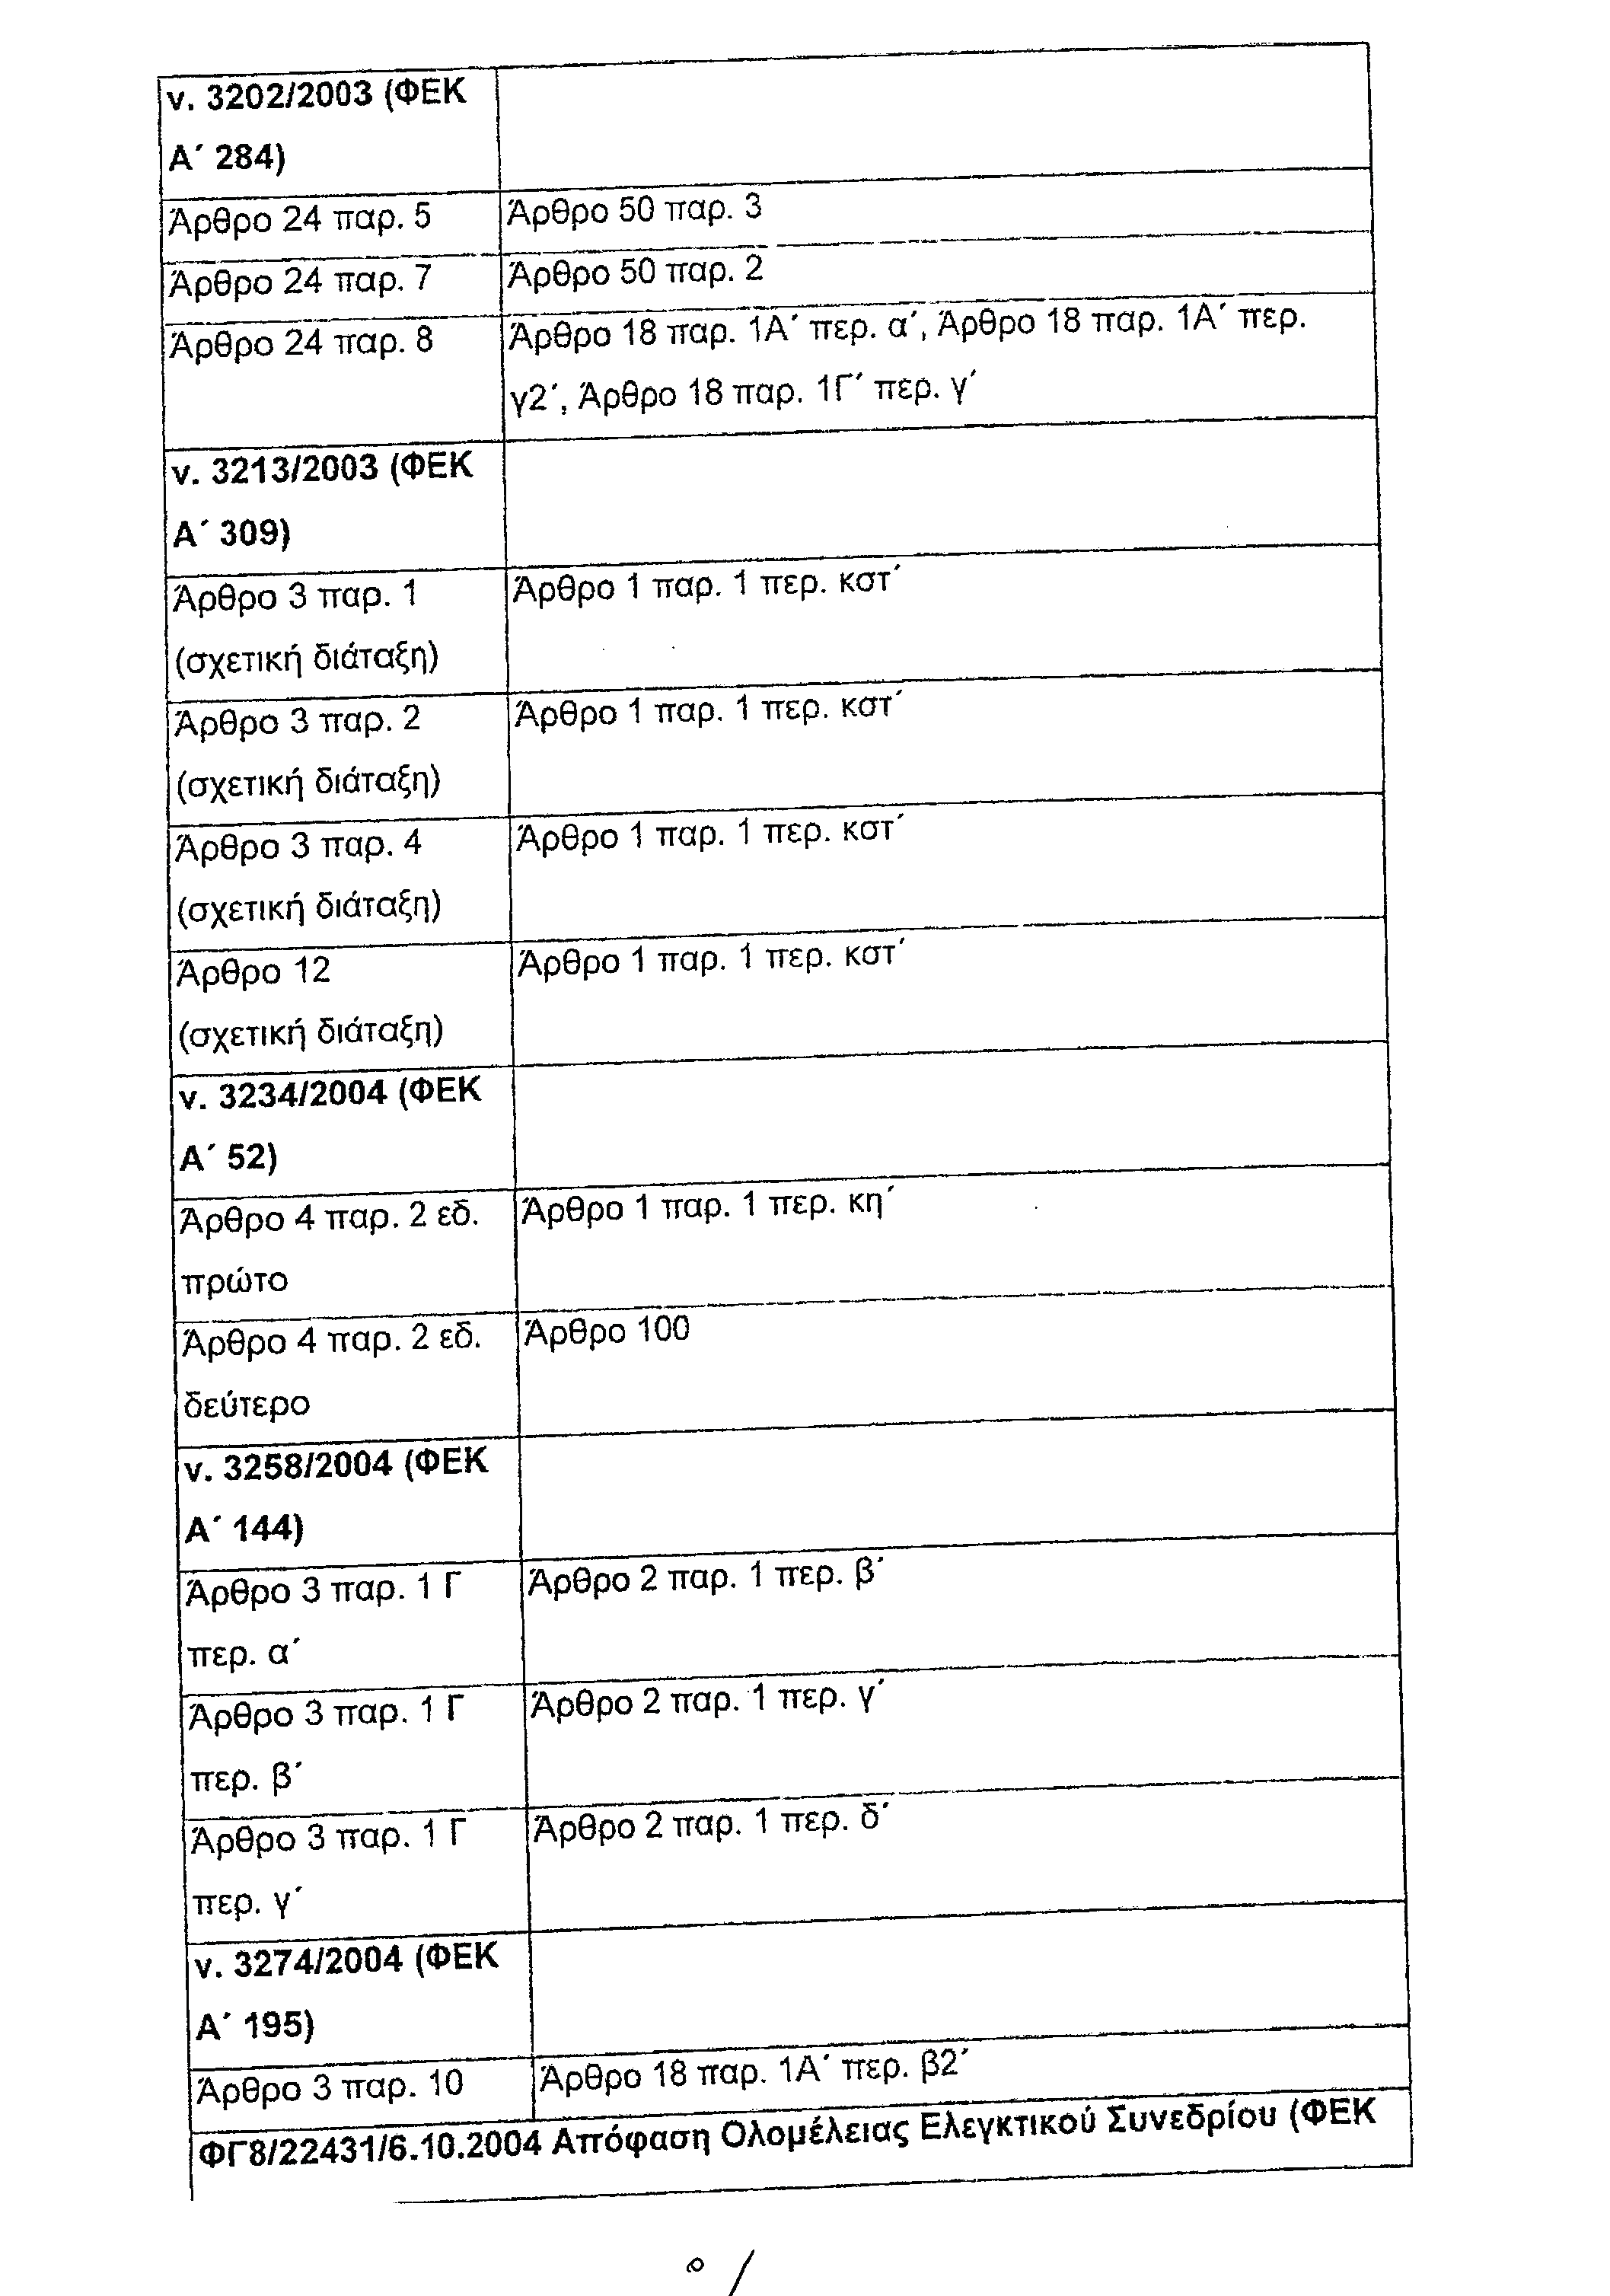 ν. 3202/2003 (ΦΕΚ
Α΄ 284)
Άρθρο 24 παρ. 5 Άρθρο 50 παρ. 3
Άρθρο 24 παρ. 7 Άρθρο 50 παρ. 2
Άρθρο 24 παρ. 8 Άρθρο 18 παρ. 1Α΄ περ. α΄, Άρθρο 18 παρ. 1Α΄ περ.
γ2΄, Άρθρο 18 παρ. 1Γ΄ περ. γ΄
ν. 3213/2003 (ΦΕΚ
Α΄ 309)
Άρθρο 3 παρ. 1 Άρθρο 1 παρ. 1 περ. κστ΄
(σχετική διάταξη)
Άρθρο 3 παρ. 2 Άρθρο 1 παρ. 1 περ. κστ΄
(σχετική διάταξη)
Άρθρο 3 παρ. 4 Άρθρο 1 παρ. 1 περ. κστ΄
(σχετική διάταξη)
Άρθρο 12 Άρθρο 1 παρ. 1 περ. κστ΄
(σχετική διάταξη)
ν. 3234/2004 (ΦΕΚ
Α΄ 52)
Άρθρο 4 παρ. 2 εδ. Άρθρο 1 παρ. 1 περ. κη΄
πρώτο
Άρθρο 4 παρ. 2 εδ. Άρθρο 100
δεύτερο
ν. 3258/2004 (ΦΕΚ
Α΄ 144)
Άρθρο 3 παρ. 1 Γ Άρθρο 2 παρ. 1 περ. β΄
περ. α΄
Άρθρο 3 παρ. 1 Γ Άρθρο 2 παρ. 1 περ. γ΄
περ. β΄
Άρθρο 3 παρ. 1 Γ Άρθρο 2 παρ. 1 περ. δ΄
περ. γ΄
ν. 3274/2004 (ΦΕΚ
Α΄ 195)
Άρθρο 3 παρ. 10 Άρθρο 18 παρ. 1Α΄ περ. β2΄
ΦΓ8/22431/6.10.2004 Απόφαση Ολομέλειας Ελεγκτικού Συνεδρίου (ΦΕΚ